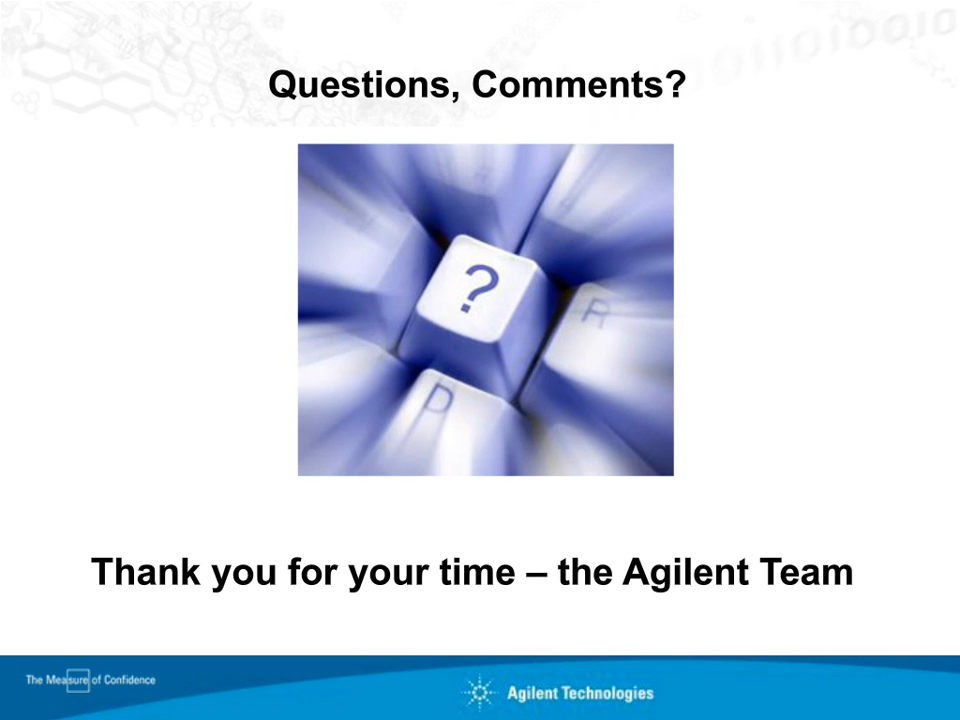 Questions, Comments?
?
R
P
Thank you for your time – the Agilent Team
The Measure of Confidence
Agilent Technologies